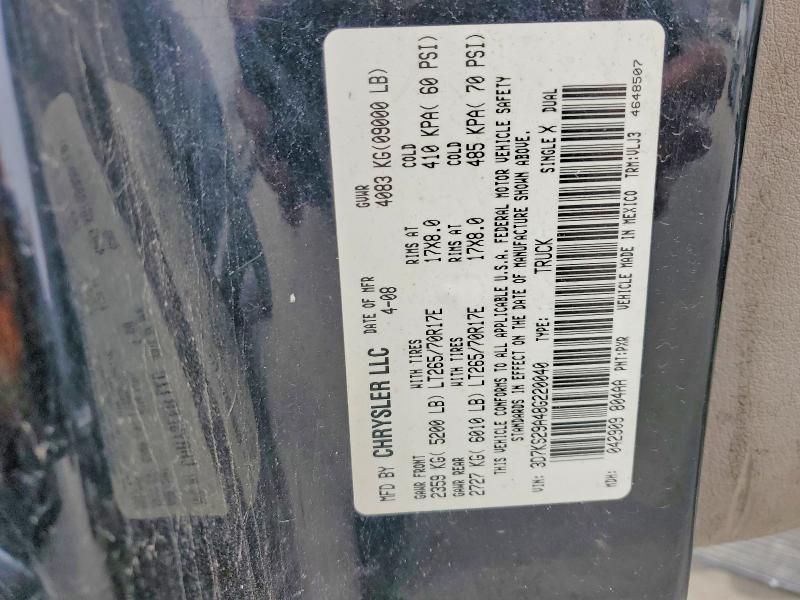 MFD BY CHRYSLER LLC DATE OF MFR 4-08 GVWR 4083 KG(09000 LB)
GAWR FRONT WITH TIRES RIMS AT COLD
2359 KG( 5200 LB) LT265/70R17E 17X8.0 410 KPA( 60 PSI)
GAWR REAR WITH TIRES RIMS AT COLD
2727 KG( 6010 LB) LT265/70R17E 17X8.0 485 KPA( 70 PSI)
THIS VEHICLE CONFORMS TO ALL APPLICABLE U.S.A. FEDERAL MOTOR VEHICLE SAFETY
STANDARDS IN EFFECT ON THE DATE OF MANUFACTURE SHOWN ABOVE.
VIN: 3D7KS29A48G220040 TYPE: TRUCK SINGLE X DUAL
MDH: 042909 804AA PNT:PXR VEHICLE MADE IN MEXICO TRM:VLJ3 4648507